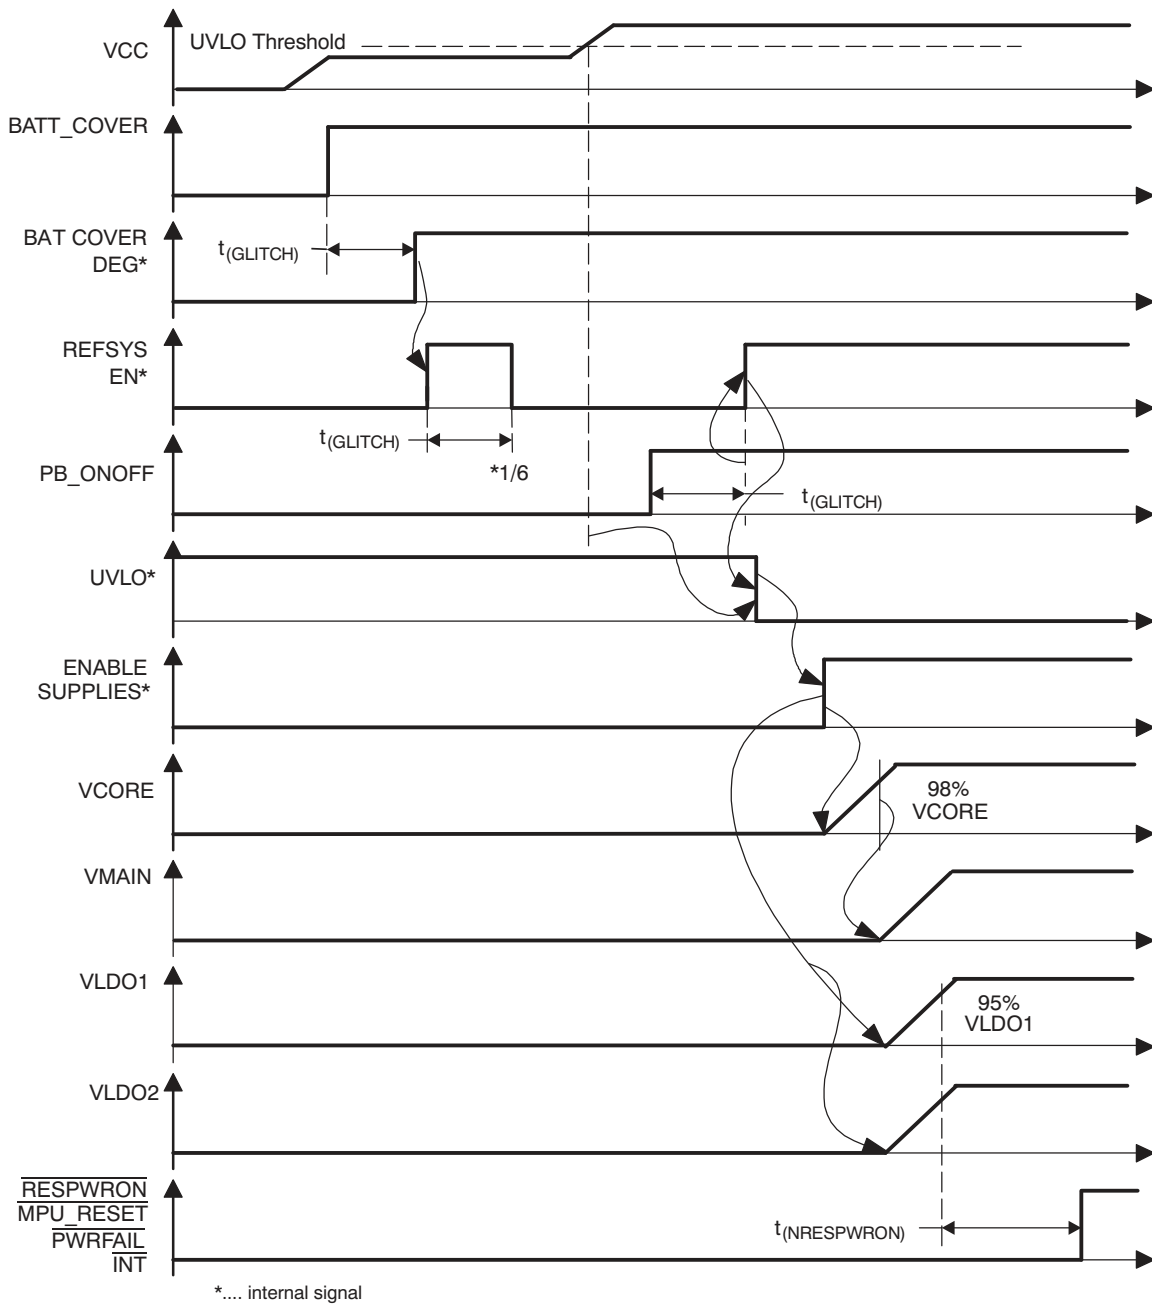 VCC
UVLO Threshold
BATT_COVER
BAT COVER
DEG*
t(GLITCH)
REFSYS
EN*
t(GLITCH)
*1/6
PB_ONOFF
t(GLITCH)
UVLO*
ENABLE
SUPPLIES*
VCORE
98%
VCORE
VMAIN
VLDO1
95%
VLDO1
VLDO2
RESPWRON
MPU_RESET
PWRFAIL
INT
t(NRESPWRON)
*.... internal signal